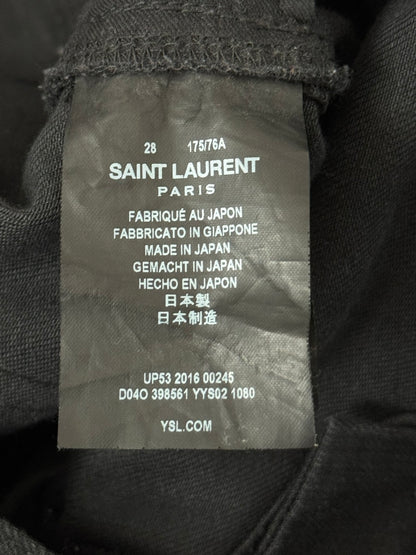 28 175/76A
SAINT LAURENT
PARIS
FABRIQUÉ AU JAPON
FABBRICATO IN GIAPPONE
MADE IN JAPAN
GEMACHT IN JAPAN
HECHO EN JAPON
日本製
日本制造
UP53 2016 00245
D04O 398561 YYS02 1080
YSL.COM